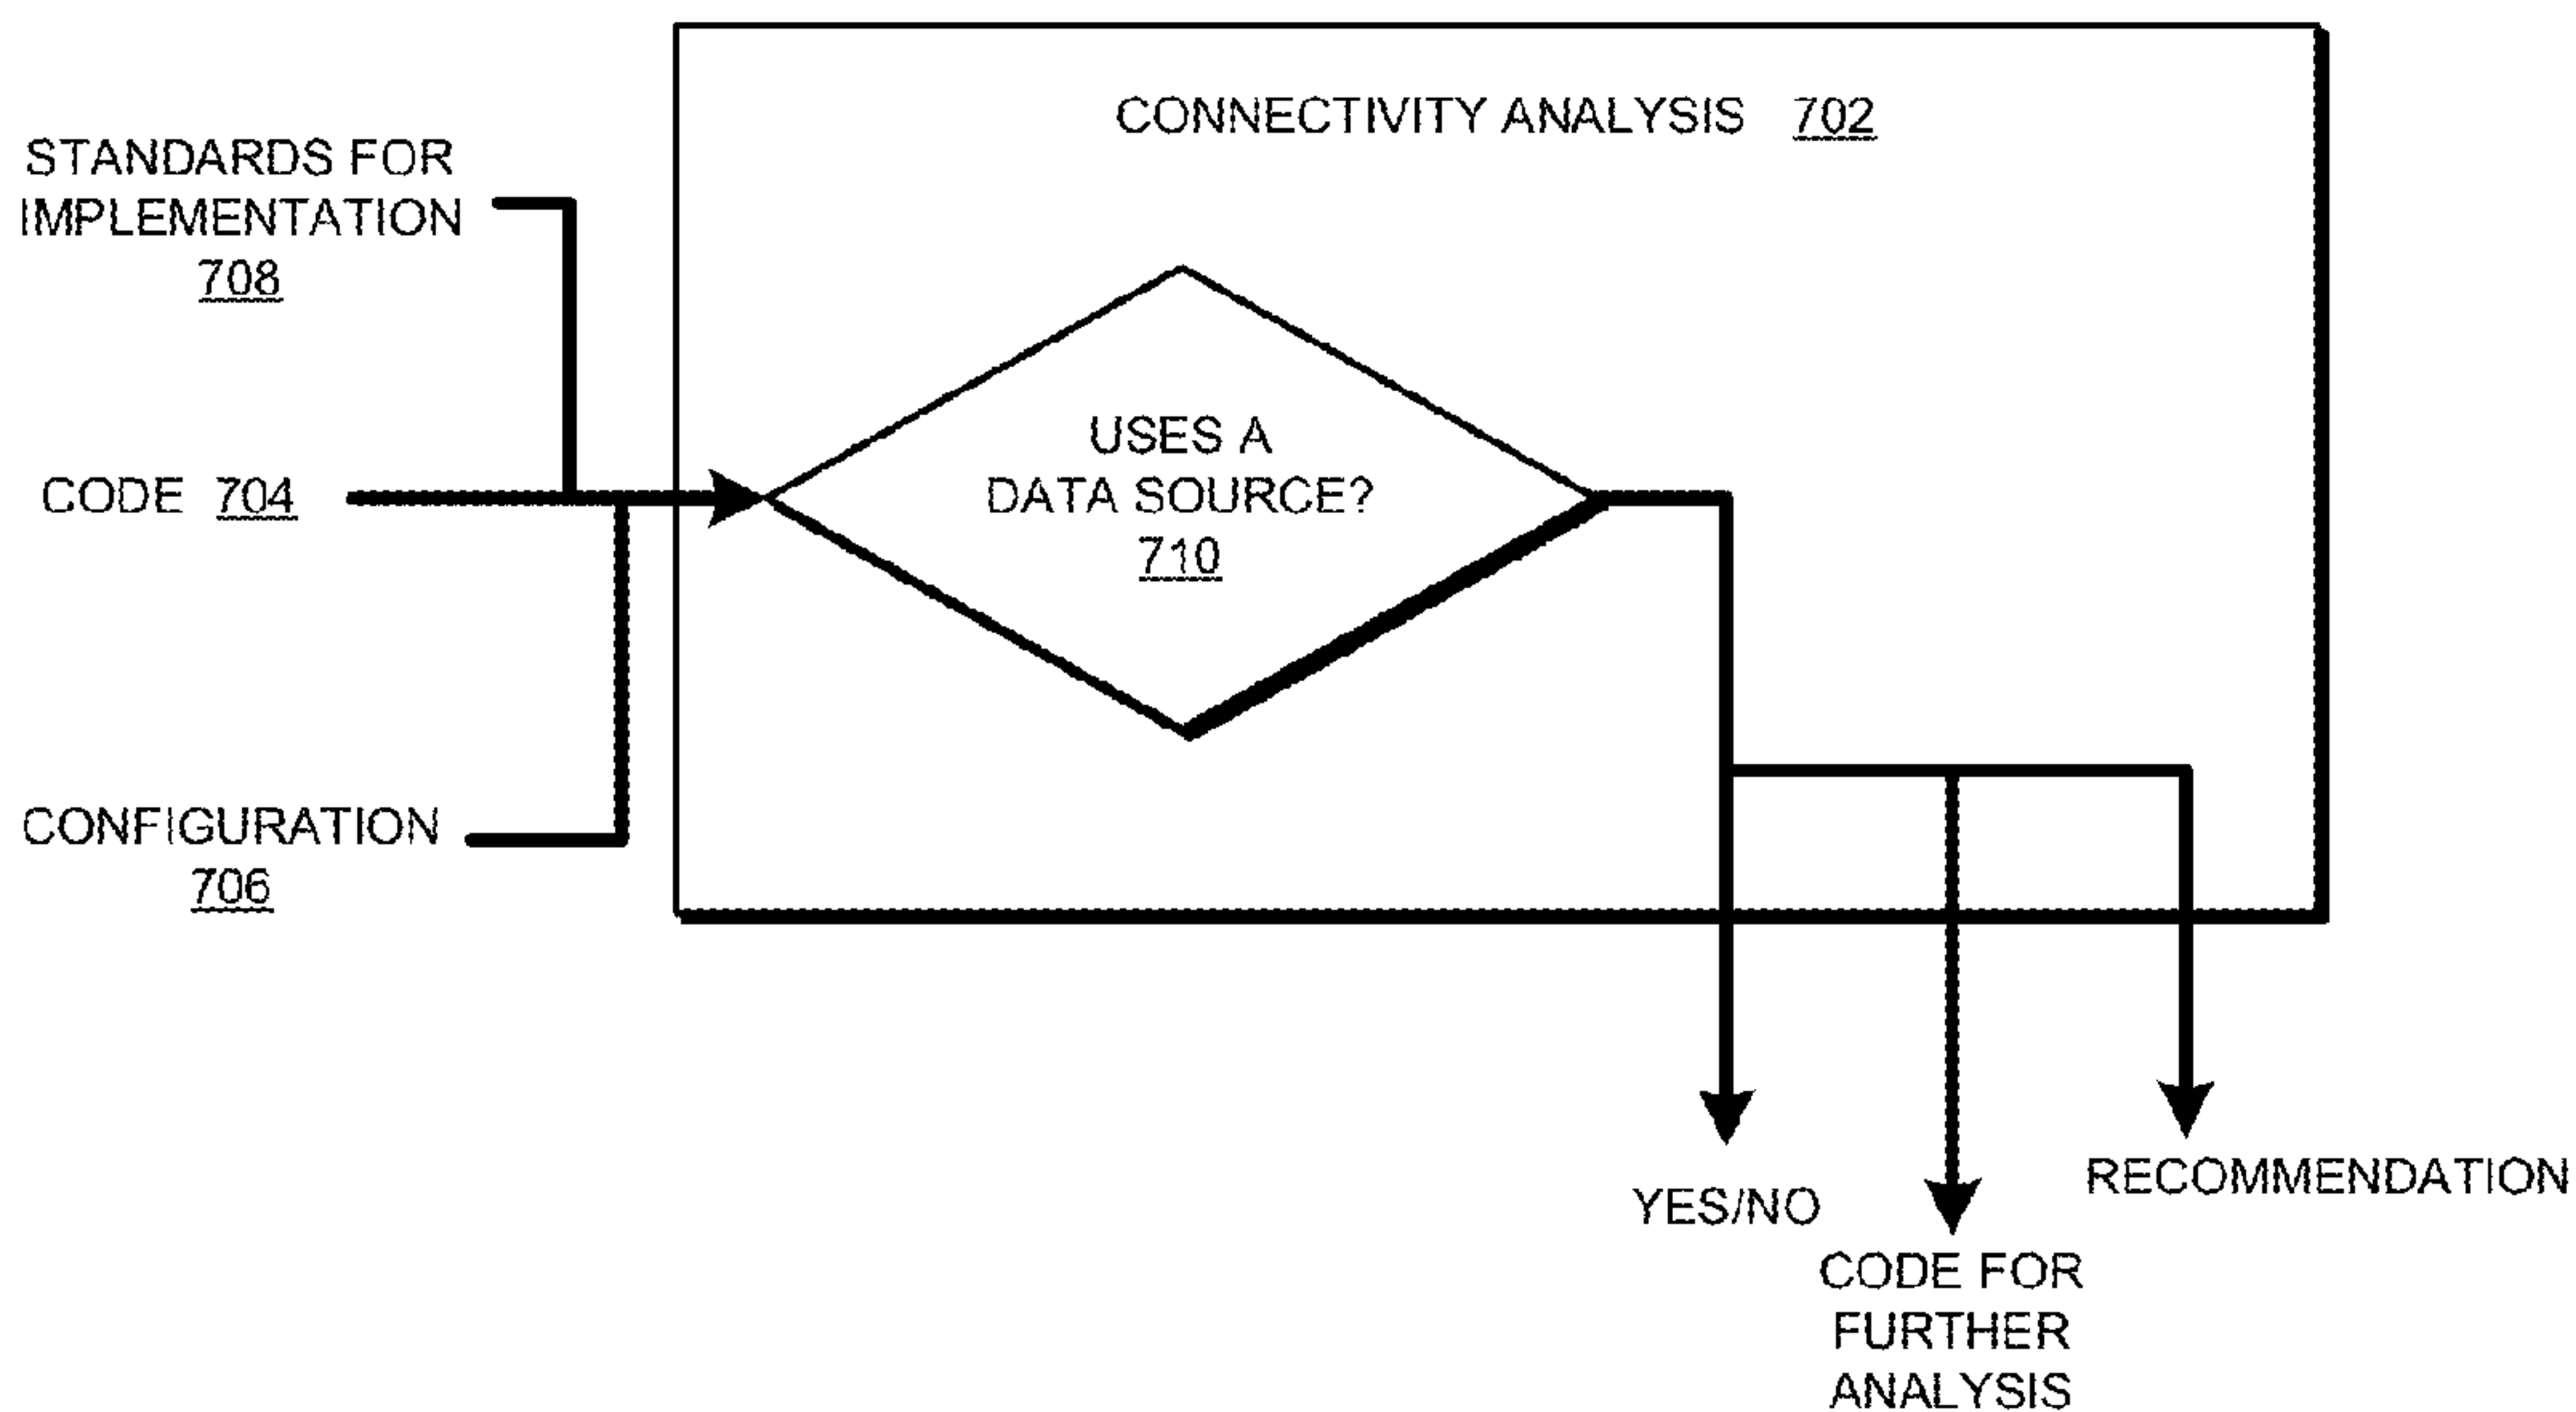 CONNECTIVITY ANALYSIS 702
STANDARDS FOR
IMPLEMENTATION
708
USES A
DATA SOURCE?
710
CODE 704
CONFIGURATION
706
YES/NO
CODE FOR
FURTHER
ANALYSIS
RECOMMENDATION